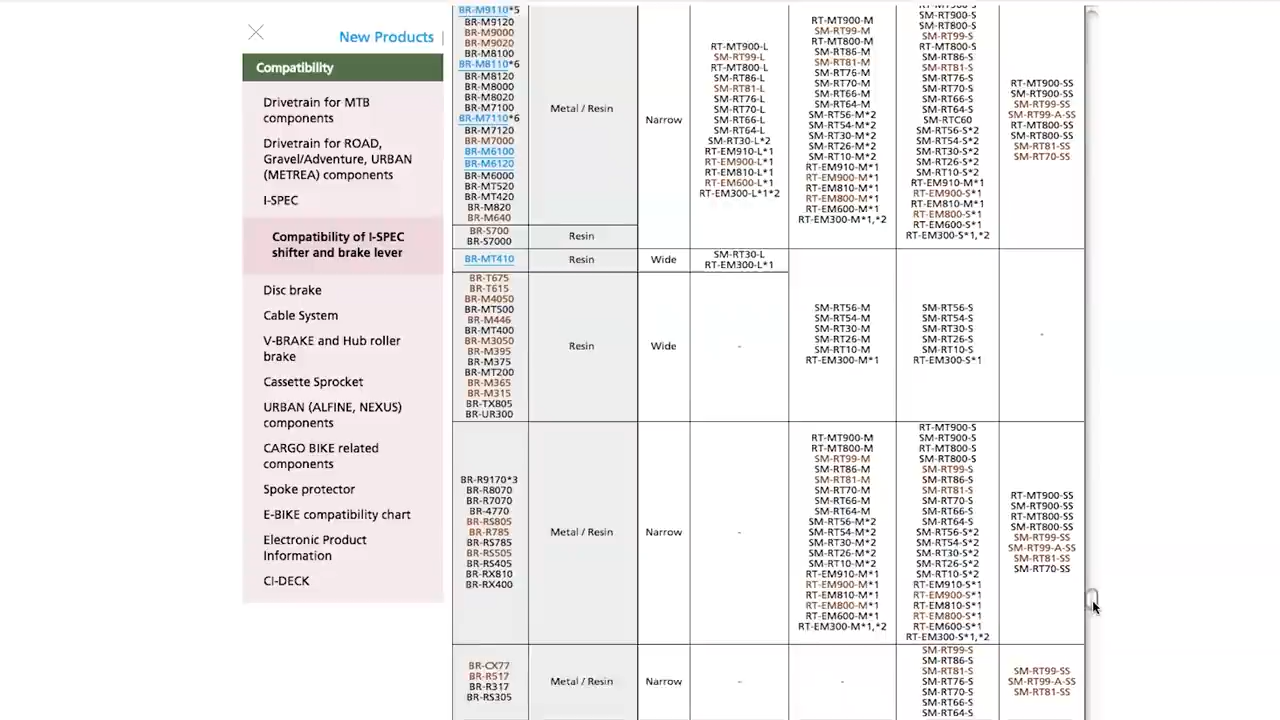 New Products
Compatibility
Drivetrain for MTB
components
Drivetrain for ROAD,
Gravel/Adventure, URBAN
(METREA) components
I-SPEC
Compatibility of I-SPEC
shifter and brake lever
Disc brake
Cable System
V-BRAKE and Hub roller
brake
Cassette Sprocket
URBAN (ALFINE, NEXUS)
components
CARGO BIKE related
components
Spoke protector
E-BIKE compatibility chart
Electronic Product
Information
CI-DECK
BR-M9110*5
BR-M9120
BR-M9000
BR-M9020
BR-M8100
BR-M8110*6
BR-M8120
BR-M8000
BR-M8020
BR-M7100
BR-M7110*6
BR-M7120
BR-M7000
BR-M6100
BR-M6120
BR-M6000
BR-MT520
BR-MT420
BR-M820
BR-M640
Metal / Resin
Narrow
RT-MT900-L
SM-RT99-L
RT-MT800-L
SM-RT86-L
SM-RT81-L
SM-RT76-L
SM-RT70-L
SM-RT66-L
SM-RT64-L
SM-RT30-L*2
RT-EM910-L*1
RT-EM900-L*1
RT-EM810-L*1
RT-EM600-L*1
RT-EM300-L*1*2
RT-MT900-M
SM-RT99-M
RT-MT800-M
SM-RT86-M
SM-RT81-M
SM-RT76-M
SM-RT70-M
SM-RT66-M
SM-RT64-M
SM-RT56-M*2
SM-RT54-M*2
SM-RT30-M*2
SM-RT26-M*2
SM-RT10-M*2
RT-EM910-M*1
RT-EM900-M*1
RT-EM810-M*1
RT-EM800-M*1
RT-EM600-M*1
RT-EM300-M*1,*2
SM-RT900-S
SM-RT800-S
SM-RT99-S
RT-MT800-S
SM-RT86-S
SM-RT81-S
SM-RT76-S
SM-RT70-S
SM-RT66-S
SM-RT64-S
SM-RTC60
SM-RT56-S*2
SM-RT54-S*2
SM-RT30-S*2
SM-RT26-S*2
SM-RT10-S*2
RT-EM910-M*1
RT-EM900-S*1
RT-EM810-M*1
RT-EM800-S*1
RT-EM600-S*1
RT-EM300-S*1,*2
RT-MT900-SS
SM-RT900-SS
SM-RT99-SS
SM-RT99-A-SS
RT-MT800-SS
SM-RT800-SS
SM-RT81-SS
SM-RT70-SS
BR-S700
BR-S7000
Resin
BR-MT410
Resin
Wide
SM-RT30-L
RT-EM300-L*1
BR-T675
BR-T615
BR-M4050
BR-MT500
BR-M446
BR-MT400
BR-M3050
BR-M395
BR-M375
BR-MT200
BR-M365
BR-M315
BR-TX805
BR-UR300
Resin
Wide
-
SM-RT56-M
SM-RT54-M
SM-RT30-M
SM-RT26-M
SM-RT10-M
RT-EM300-M*1
SM-RT56-S
SM-RT54-S
SM-RT30-S
SM-RT26-S
SM-RT10-S
RT-EM300-S*1
-
BR-R9170*3
BR-R8070
BR-R7070
BR-4770
BR-RS805
BR-R785
BR-RS785
BR-RS505
BR-RS405
BR-RX810
BR-RX400
Metal / Resin
Narrow
-
RT-MT900-M
RT-MT800-M
SM-RT99-M
SM-RT86-M
SM-RT81-M
SM-RT70-M
SM-RT66-M
SM-RT64-M
SM-RT56-M*2
SM-RT54-M*2
SM-RT30-M*2
SM-RT26-M*2
SM-RT10-M*2
RT-EM910-M*1
RT-EM900-M*1
RT-EM810-M*1
RT-EM800-M*1
RT-EM600-M*1
RT-EM300-M*1,*2
RT-MT900-S
SM-RT900-S
RT-MT800-S
SM-RT800-S
SM-RT99-S
SM-RT86-S
SM-RT81-S
SM-RT70-S
SM-RT66-S
SM-RT64-S
SM-RT56-S*2
SM-RT54-S*2
SM-RT30-S*2
SM-RT26-S*2
SM-RT10-S*2
RT-EM910-S*1
RT-EM900-S*1
RT-EM810-S*1
RT-EM800-S*1
RT-EM600-S*1
RT-EM300-S*1,*2
RT-MT900-SS
SM-RT900-SS
RT-MT800-SS
SM-RT800-SS
SM-RT99-SS
SM-RT99-A-SS
SM-RT81-SS
SM-RT70-SS
BR-CX77
BR-R517
BR-R317
BR-RS305
Metal / Resin
Narrow
-
-
SM-RT99-S
SM-RT86-S
SM-RT81-S
SM-RT76-S
SM-RT70-S
SM-RT66-S
SM-RT64-S
SM-RT99-SS
SM-RT99-A-SS
SM-RT81-SS